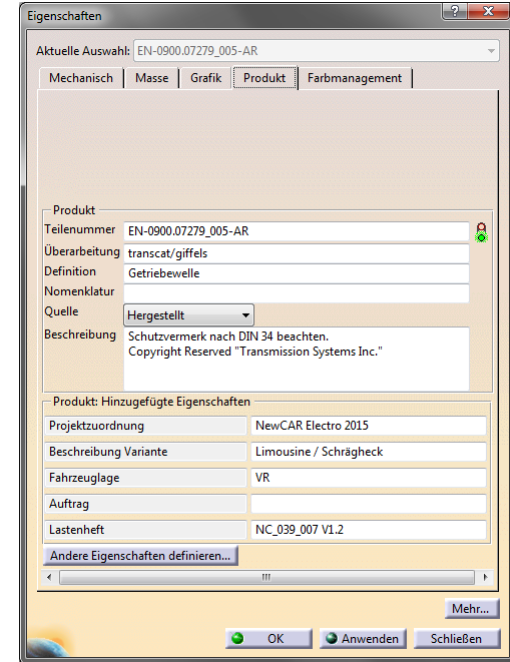 Eigenschaften
Aktuelle Auswahl: EN-0900.07279_005-AR
Mechanisch Masse Grafik Produkt Farbmanagement
Produkt
Teilenummer EN-0900.07279_005-AR
Überarbeitung transcat/giffels
Definition Getriebewelle
Nomenklatur
Quelle Hergestellt
Beschreibung Schutzvermerk nach DIN 34 beachten.
Copyright Reserved "Transmission Systems Inc."
Produkt: Hinzugefügte Eigenschaften
Projektzuordnung NewCAR Electro 2015
Beschreibung Variante Limousine / Schrägheck
Fahrzeuglage VR
Auftrag
Lastenheft NC_039_007 V1.2
Andere Eigenschaften definieren...
Mehr...
OK Anwenden Schließen